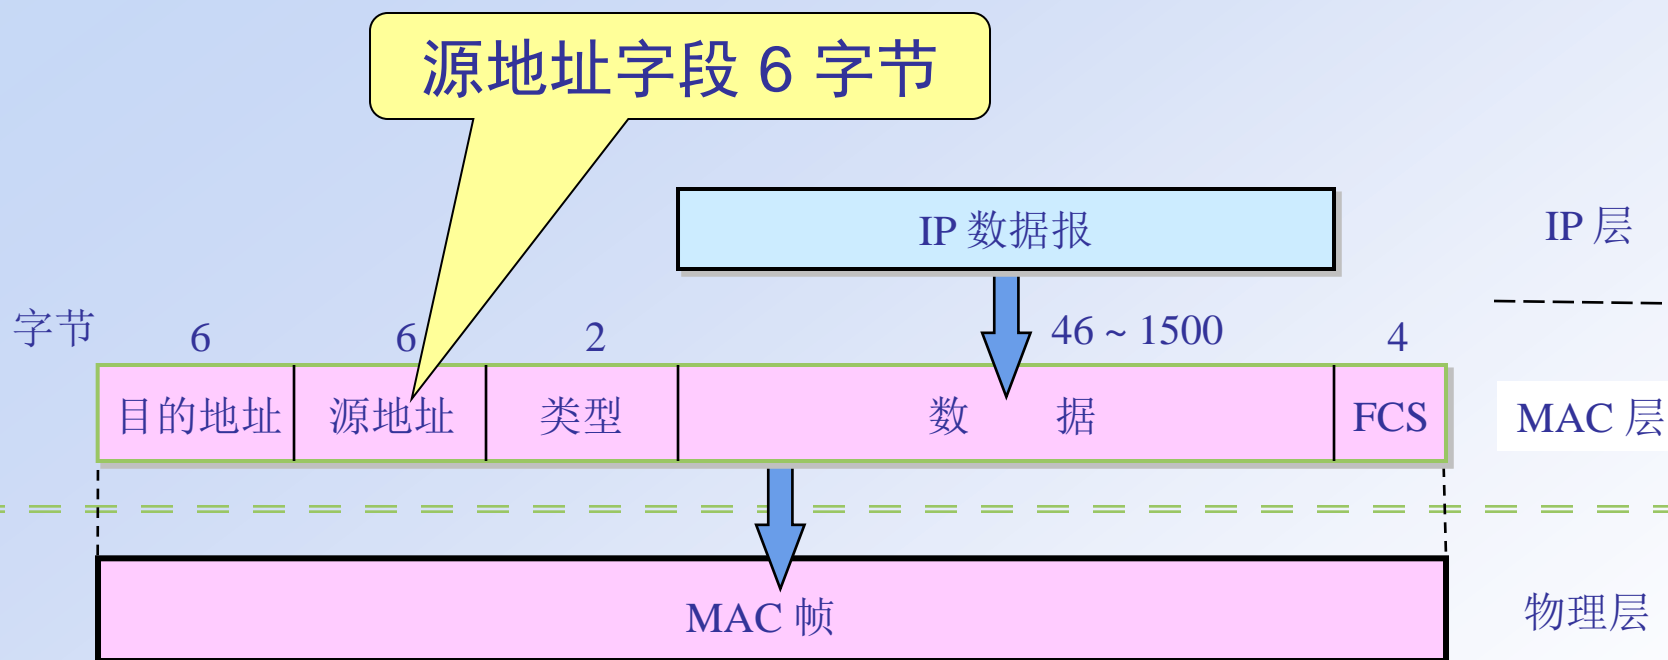 源地址字段 6 字节
IP 数据报
IP 层
字节 6 6 2 46 ~ 1500 4
目的地址 源地址 类型 数 据 FCS MAC 层
MAC 帧
物理层